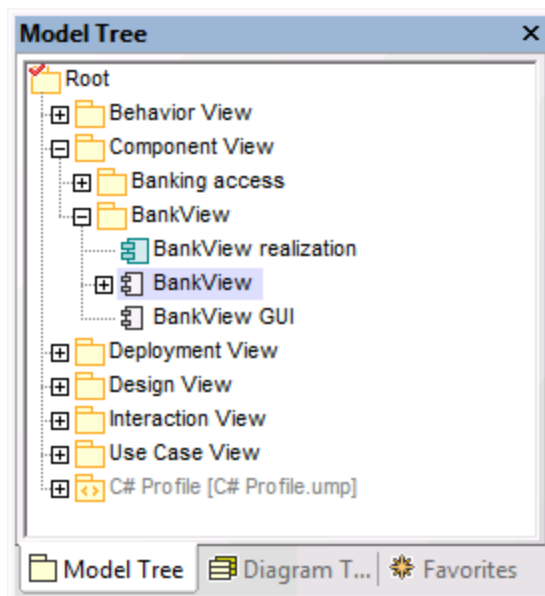 Model Tree
Root
Behavior View
Component View
Banking access
BankView
BankView realization
BankView
BankView GUI
Deployment View
Design View
Interaction View
Use Case View
C# Profile [C# Profile.ump]
Model Tree Diagram T... Favorites